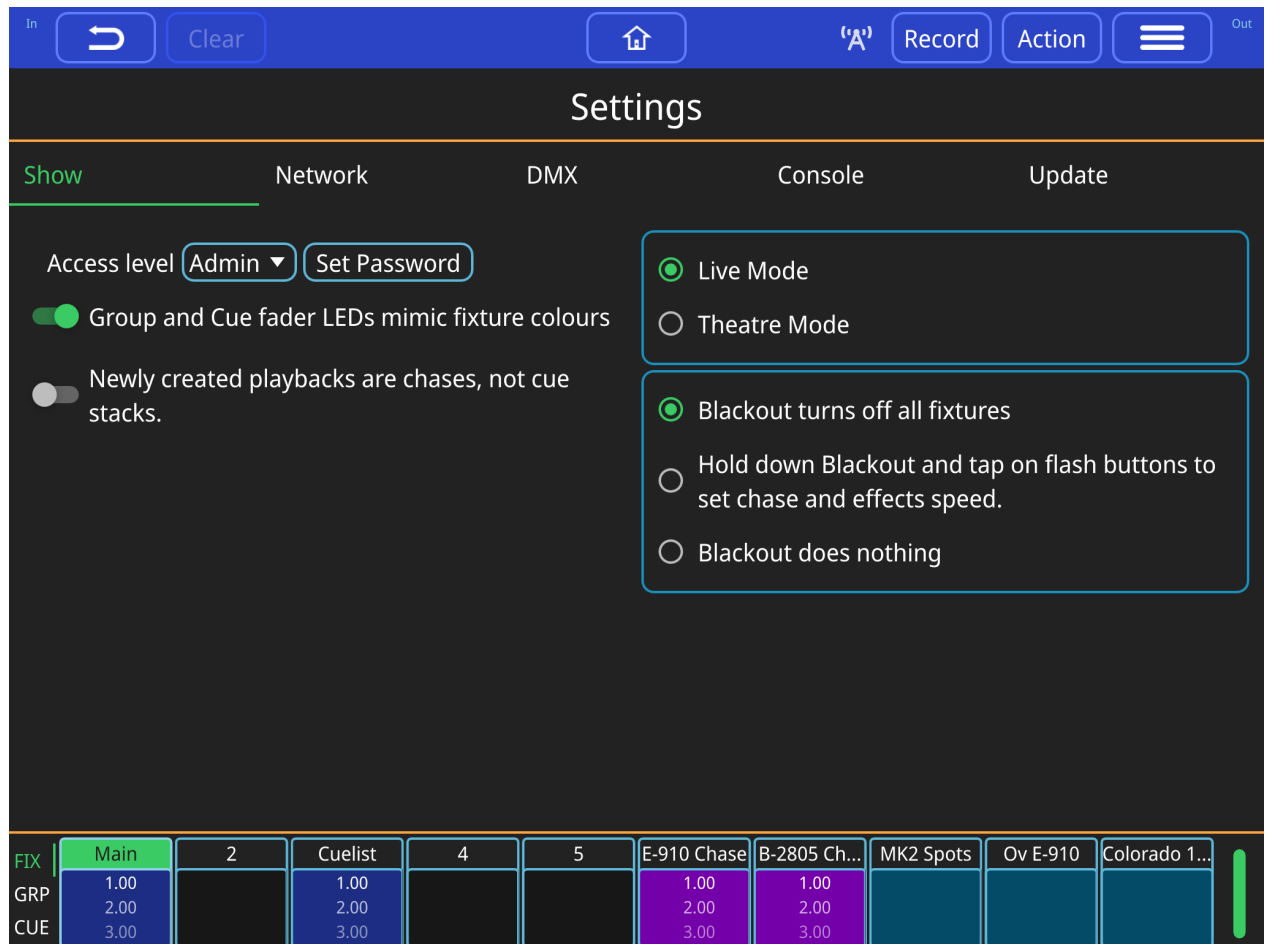 In
Clear
Record
Action
Out
Settings
Show
Network
DMX
Console
Update
Access level
Admin
Set Password
Group and Cue fader LEDs mimic fixture colours
Newly created playbacks are chases, not cue
stacks.
Live Mode
Theatre Mode
Blackout turns off all fixtures
Hold down Blackout and tap on flash buttons to
set chase and effects speed.
Blackout does nothing
FIX
GRP
CUE
Main
1.00
2.00
3.00
2
Cuelist
1.00
2.00
3.00
4
5
E-910 Chase
1.00
2.00
3.00
B-2805 Ch...
1.00
2.00
3.00
MK2 Spots
Ov E-910
Colorado 1...